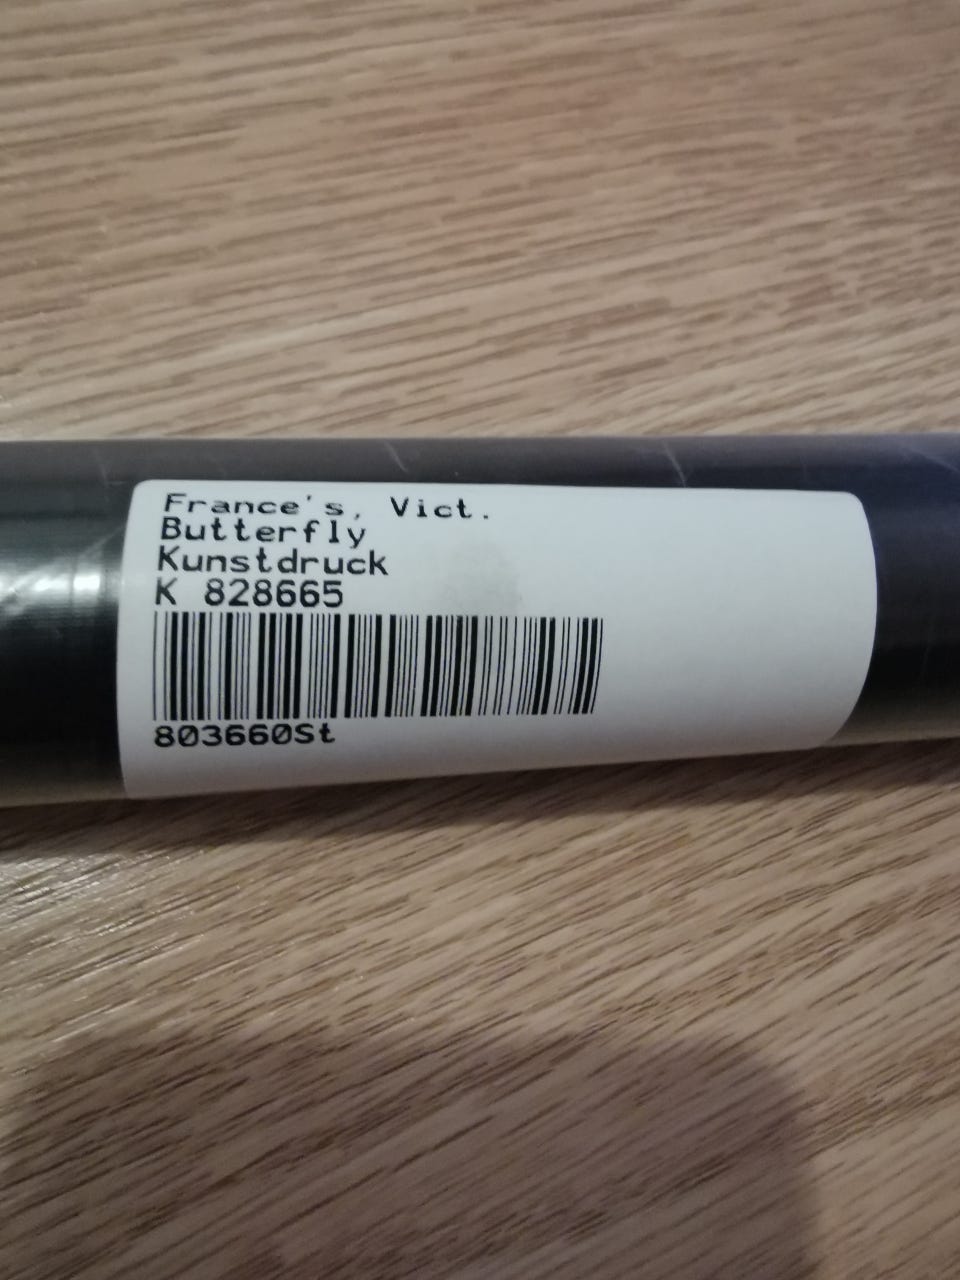 France's, Vict.
Butterfly
Kunstdruck
K 828665
803660St